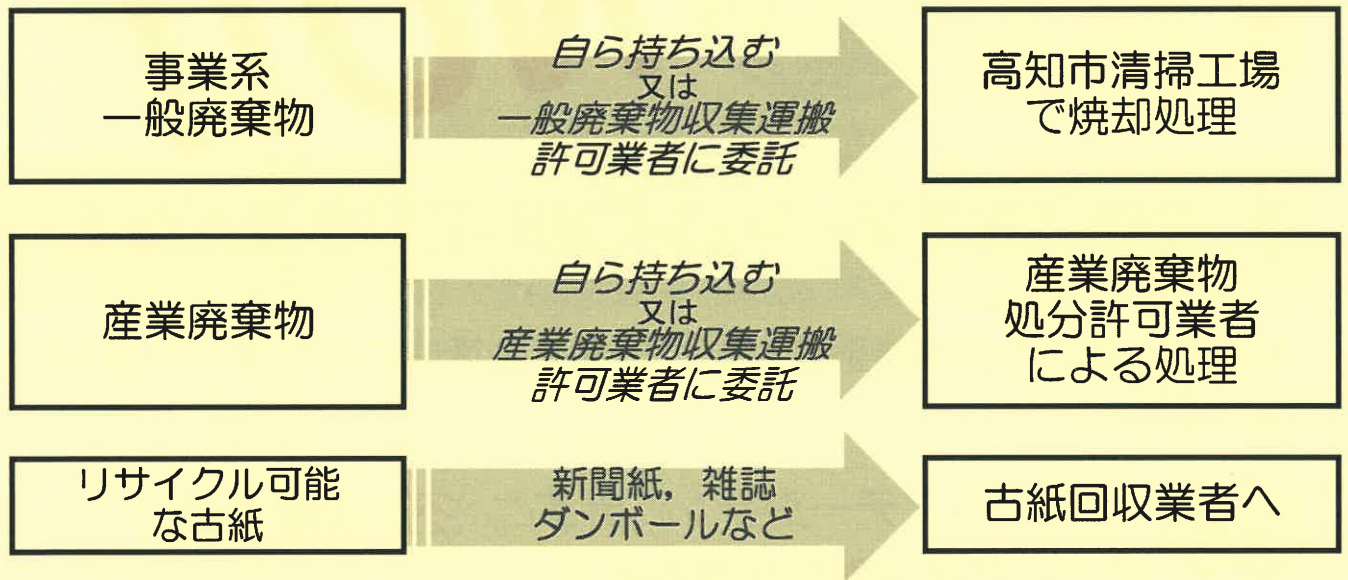 事業系
一般廃棄物
自ら持ち込む
又は
一般廃棄物収集運搬
許可業者に委託
高知市清掃工場
で焼却処理
産業廃棄物
自ら持ち込む
又は
産業廃棄物収集運搬
許可業者に委託
産業廃棄物
処分許可業者
による処理
リサイクル可能
な古紙
新聞紙，雑誌
ダンボールなど
古紙回収業者へ